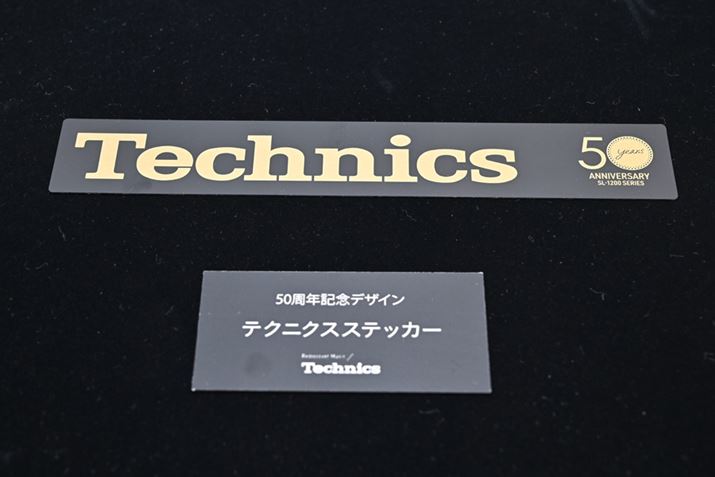 Technics
50 years
ANNIVERSARY
SL-1200 SERIES
50周年記念デザイン
テクニクスステッカー
Rediscover Music /
Technics